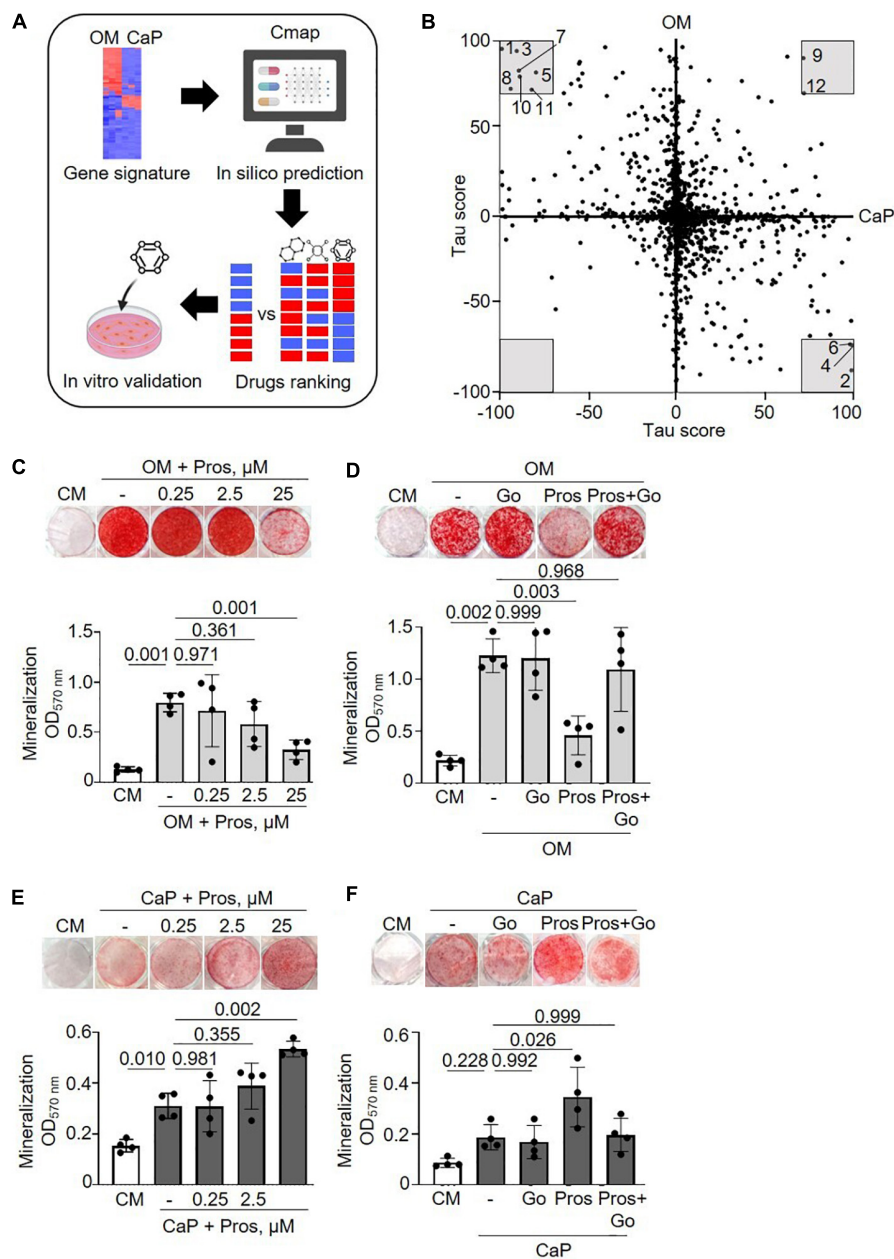 A
OM CaP
Cmap
Gene signature
In silico prediction
vs
In vitro validation
Drugs ranking
B
OM
100
50
0
-50
-100
Tau score
1 3 7
8 5
10 11
9
12
CaP
6
4
2
-100 -50 0 50 100
Tau score
C
OM + Pros, µM
CM - 0.25 2.5 25
0.001
0.361
0.001 0.971
1.5
1.0
0.5
0
Mineralization
OD570 nm
CM - 0.25 2.5 25
OM + Pros, µM
D
OM
CM - Go Pros Pros+Go
0.968
0.003
0.002 0.999
1.5
1.0
0.5
0
Mineralization
OD570 nm
CM - Go Pros Pros+
Go
OM
E
CaP + Pros, µM
CM - 0.25 2.5 25
0.002
0.355
0.010 0.981
0.6
0.4
0.2
0
Mineralization
OD570 nm
CM - 0.25 2.5
CaP + Pros, µM
F
CaP
CM - Go Pros Pros+Go
0.999
0.026
0.228 0.992
0.6
0.4
0.2
0
Mineralization
OD570 nm
CM - Go Pros Pros+
Go
CaP